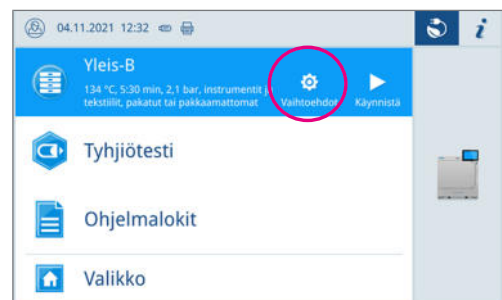 04.11.2021 12:32
i
Yleis-B
134 °C, 5:30 min, 2,1 bar, instrumentit ja
tekstiilit, pakatut tai pakkaamattomat
Vaihtoehdot
Käynnistä
Tyhjiötesti
Ohjelmalokit
Valikko